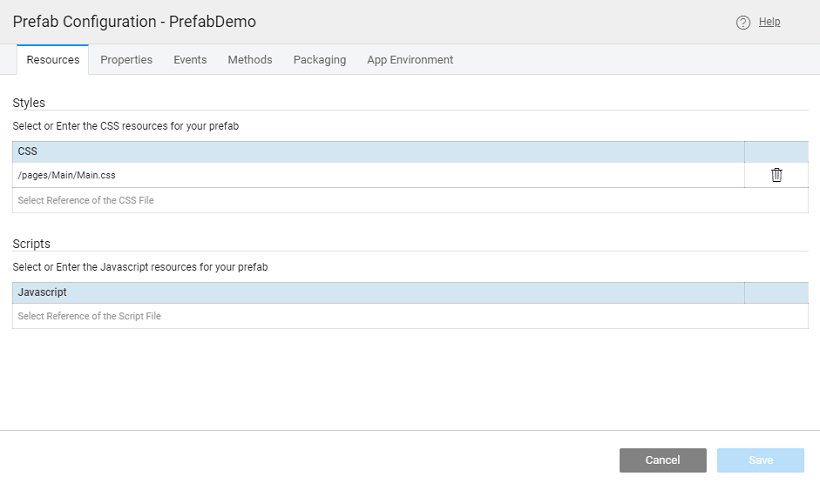 Prefab Configuration - PrefabDemo
Help
Resources Properties Events Methods Packaging App Environment
Styles
Select or Enter the CSS resources for your prefab
CSS
/pages/Main/Main.css
Select Reference of the CSS File
Scripts
Select or Enter the Javascript resources for your prefab
Javascript
Select Reference of the Script File
Cancel Save